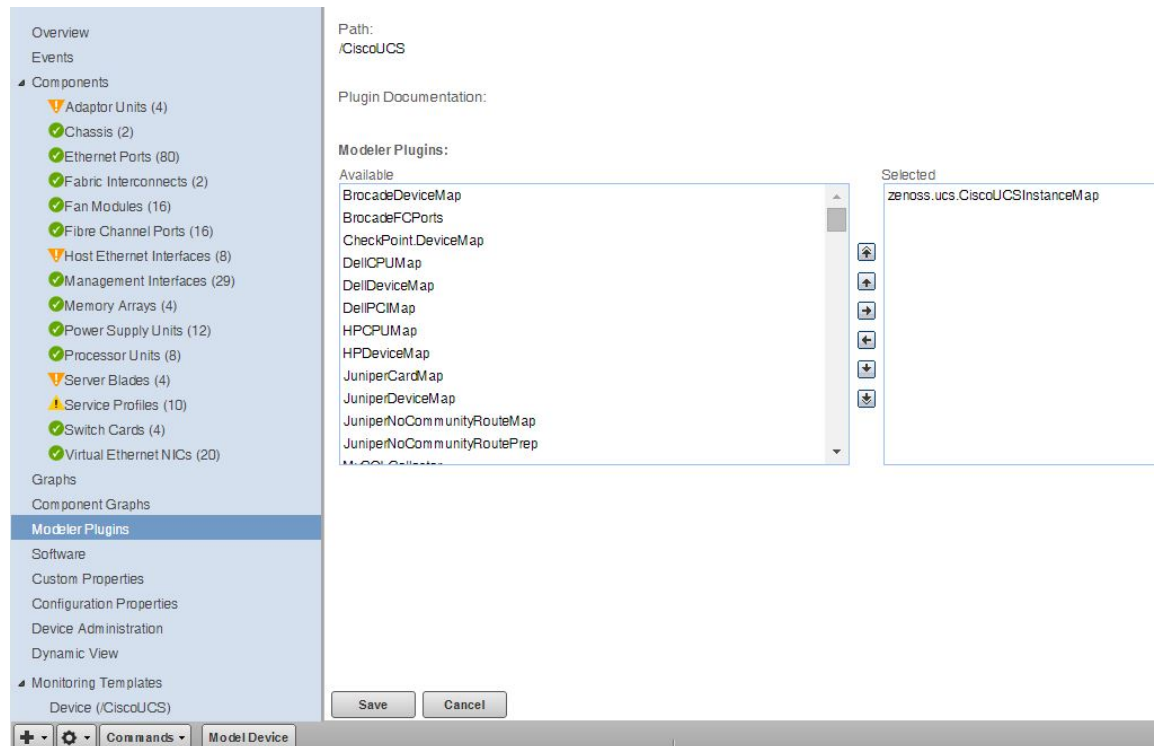 Overview
Events
Components
Adaptor Units (4)
Chassis (2)
Ethernet Ports (80)
Fabric Interconnects (2)
Fan Modules (16)
Fibre Channel Ports (16)
Host Ethernet Interfaces (8)
Management Interfaces (29)
Memory Arrays (4)
Power Supply Units (12)
Processor Units (8)
Server Blades (4)
Service Profiles (10)
Switch Cards (4)
Virtual Ethernet NICs (20)
Graphs
Component Graphs
Modeler Plugins
Software
Custom Properties
Configuration Properties
Device Administration
Dynamic View
Monitoring Templates
Device (/CiscoUCS)
Path:
/CiscoUCS
Plugin Documentation:
Modeler Plugins:
Available
BrocadeDeviceMap
BrocadeFCPorts
CheckPoint.DeviceMap
DellCPUMap
DellDeviceMap
DellPCIMap
HPCPUMap
HPDeviceMap
JuniperCardMap
JuniperDeviceMap
JuniperNoCommunityRouteMap
JuniperNoCommunityRoutePrep
Selected
zenoss.ucs.CiscoUCSInstanceMap
Save
Cancel
Commands
Model Device